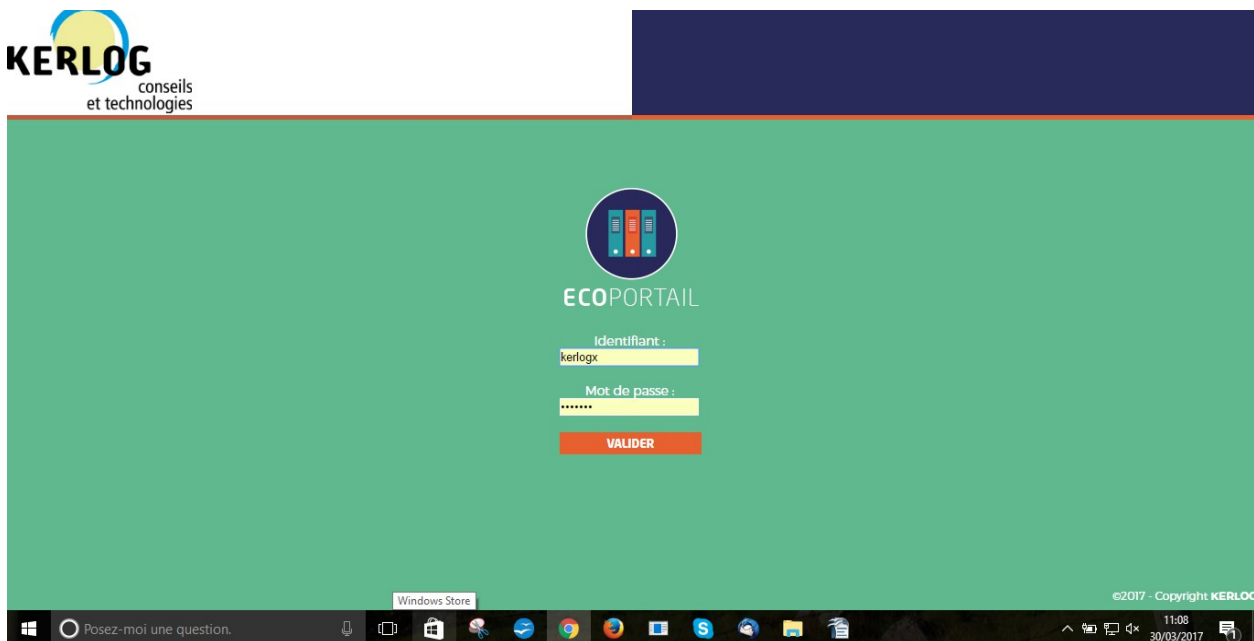 KERLOG
conseils
et technologies
ECOPORTAIL
Identifiant :
kerlogx
Mot de passe :
•••••••
VALIDER
©2017 - Copyright KERLOG
Windows Store
Posez-moi une question.
11:08
30/03/2017